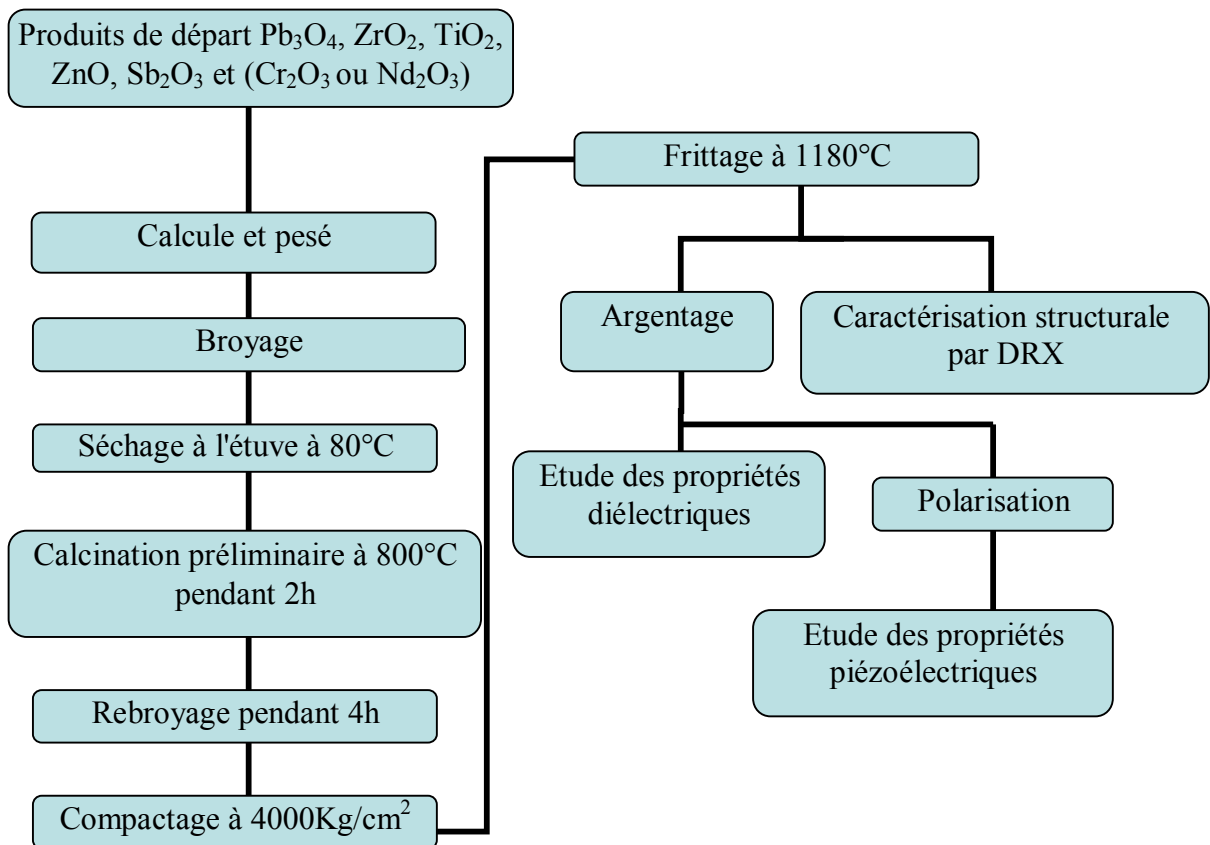 Produits de départ Pb₃O₄, ZrO₂, TiO₂,
ZnO, Sb₂O₃ et (Cr₂O₃ ou Nd₂O₃)
Calcule et pesé
Broyage
Séchage à l'étuve à 80°C
Calcination préliminaire à 800°C
pendant 2h
Rebroyage pendant 4h
Compactage à 4000Kg/cm²
Frittage à 1180°C
Argentage
Caractérisation structurale
par DRX
Etude des propriétés
diélectriques
Polarisation
Etude des propriétés
piézoélectriques